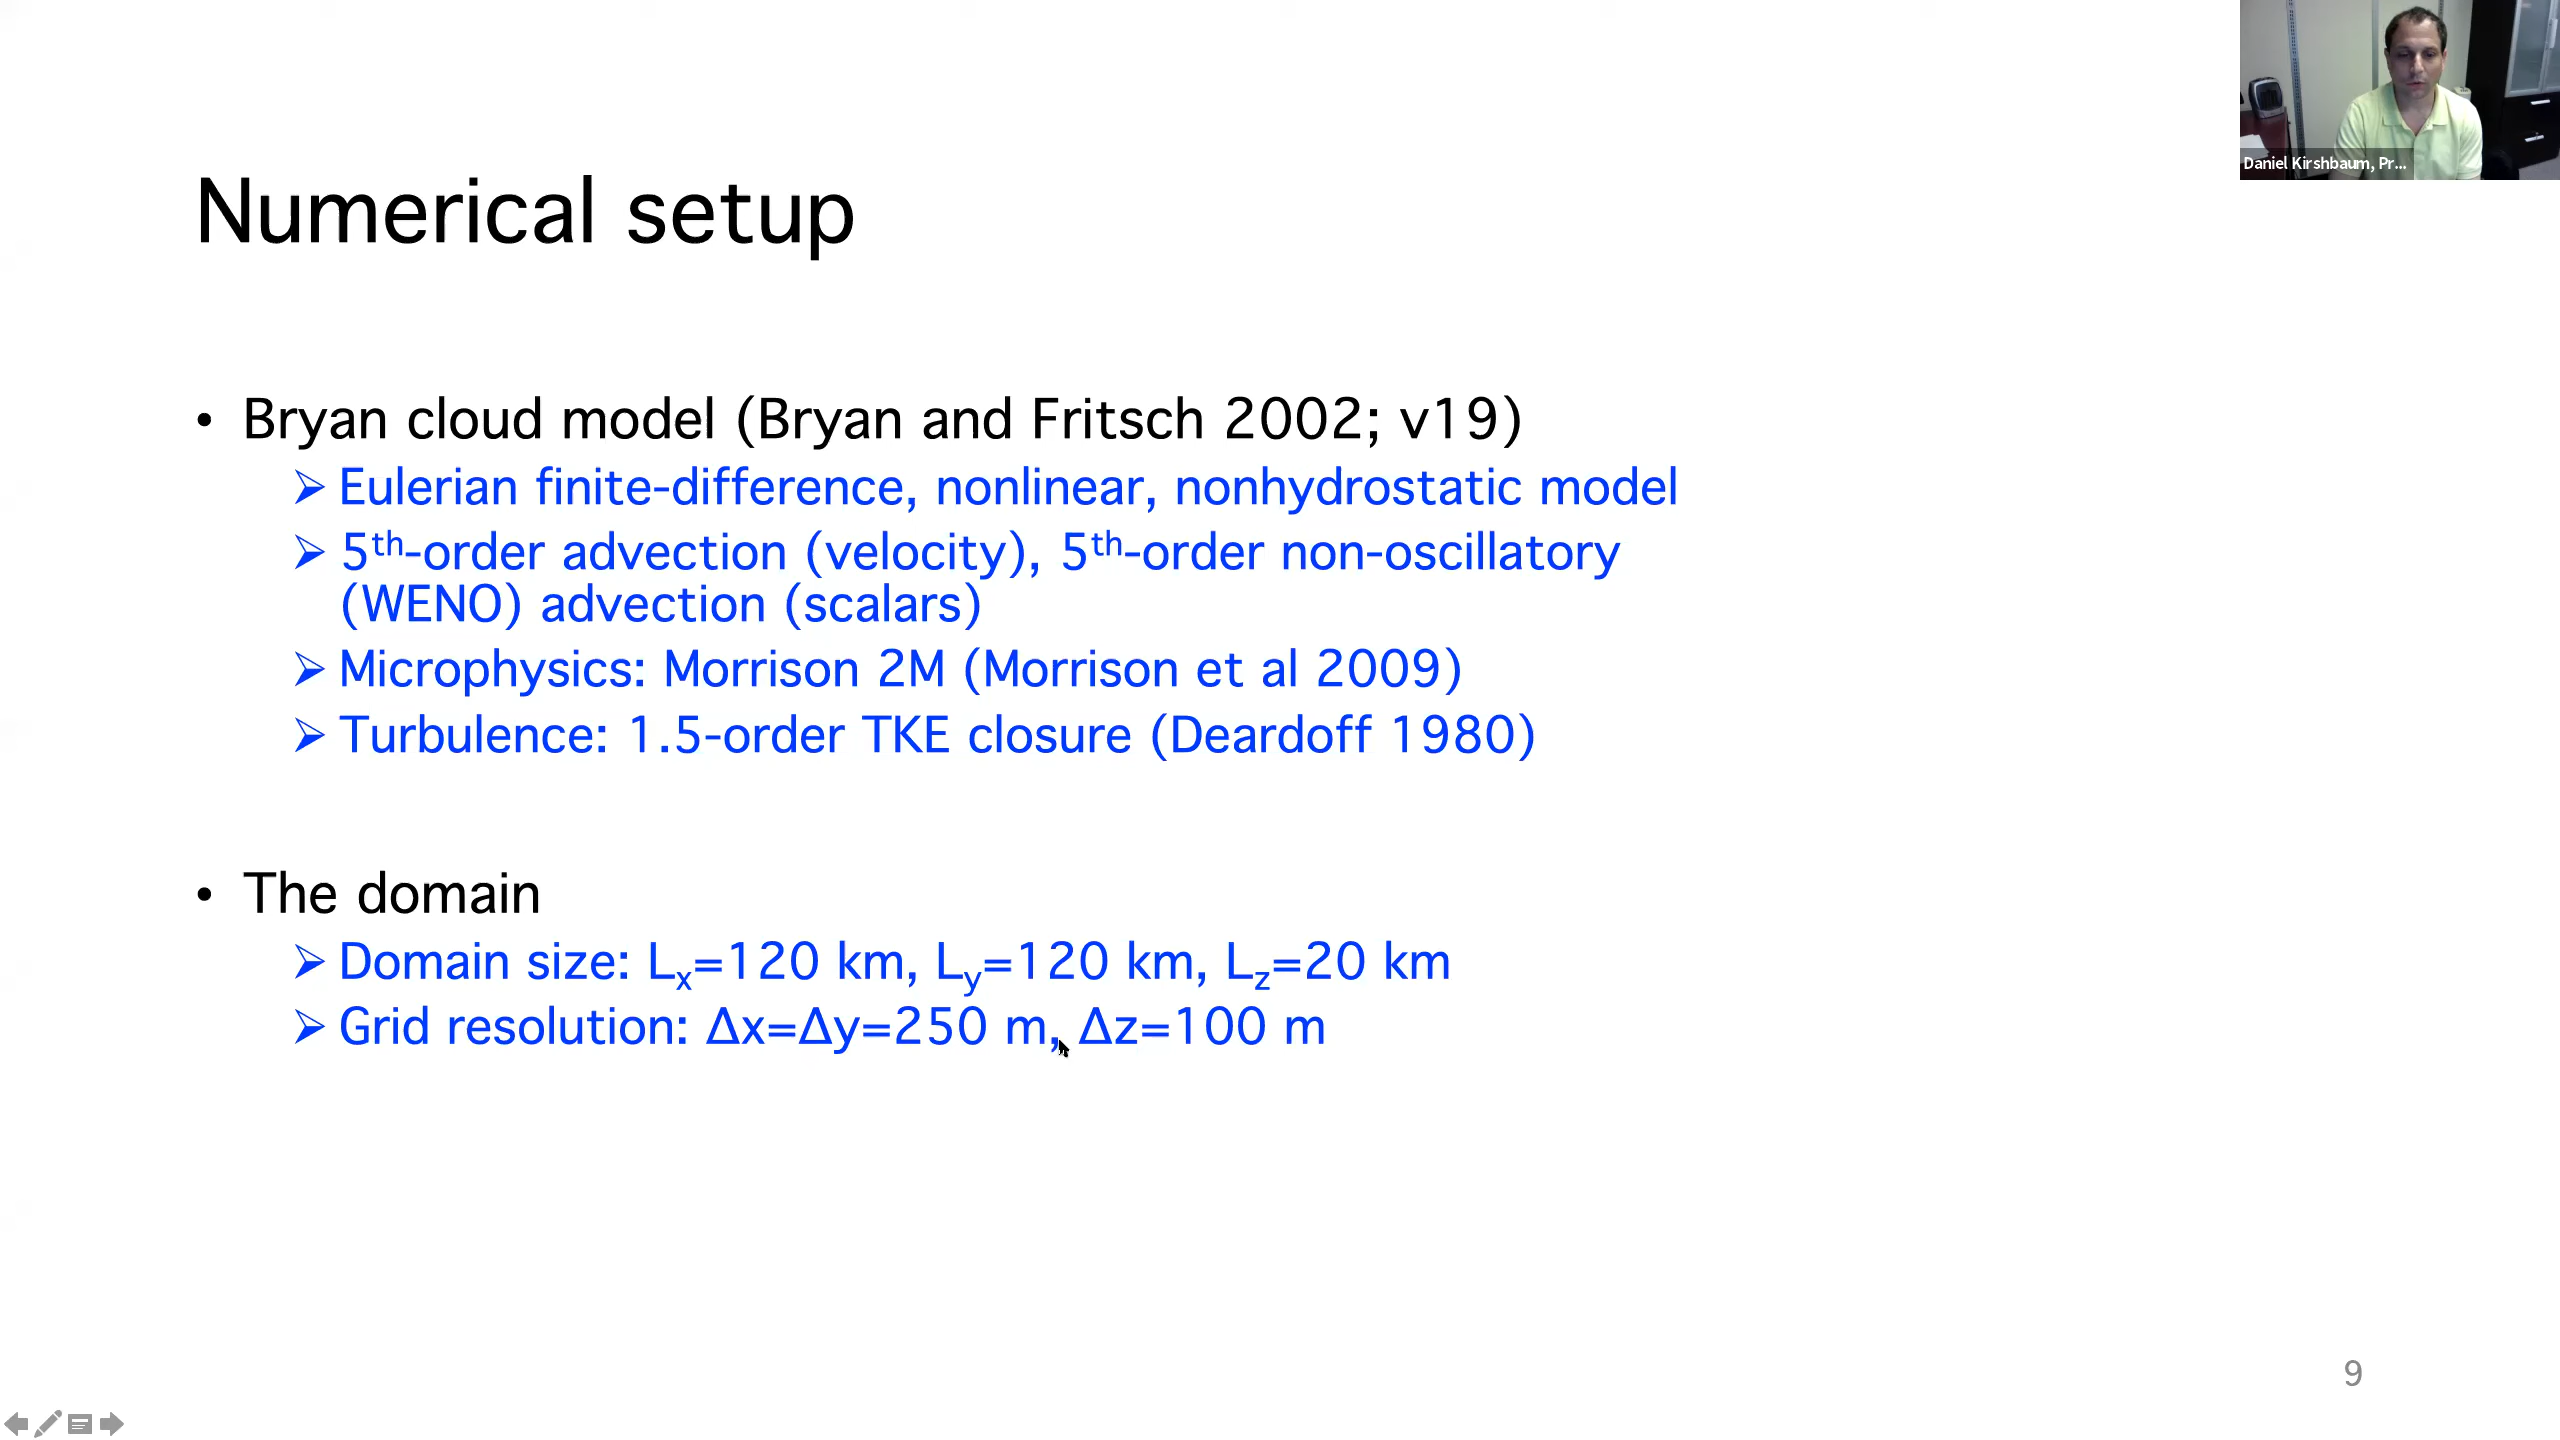 Daniel Kirshbaum, Pr...
Numerical setup
• Bryan cloud model (Bryan and Fritsch 2002; v19)
➢ Eulerian finite-difference, nonlinear, nonhydrostatic model
➢ 5th-order advection (velocity), 5th-order non-oscillatory
(WENO) advection (scalars)
➢ Microphysics: Morrison 2M (Morrison et al 2009)
➢ Turbulence: 1.5-order TKE closure (Deardoff 1980)
• The domain
➢ Domain size: Lx=120 km, Ly=120 km, Lz=20 km
➢ Grid resolution: Δx=Δy=250 m, Δz=100 m
9